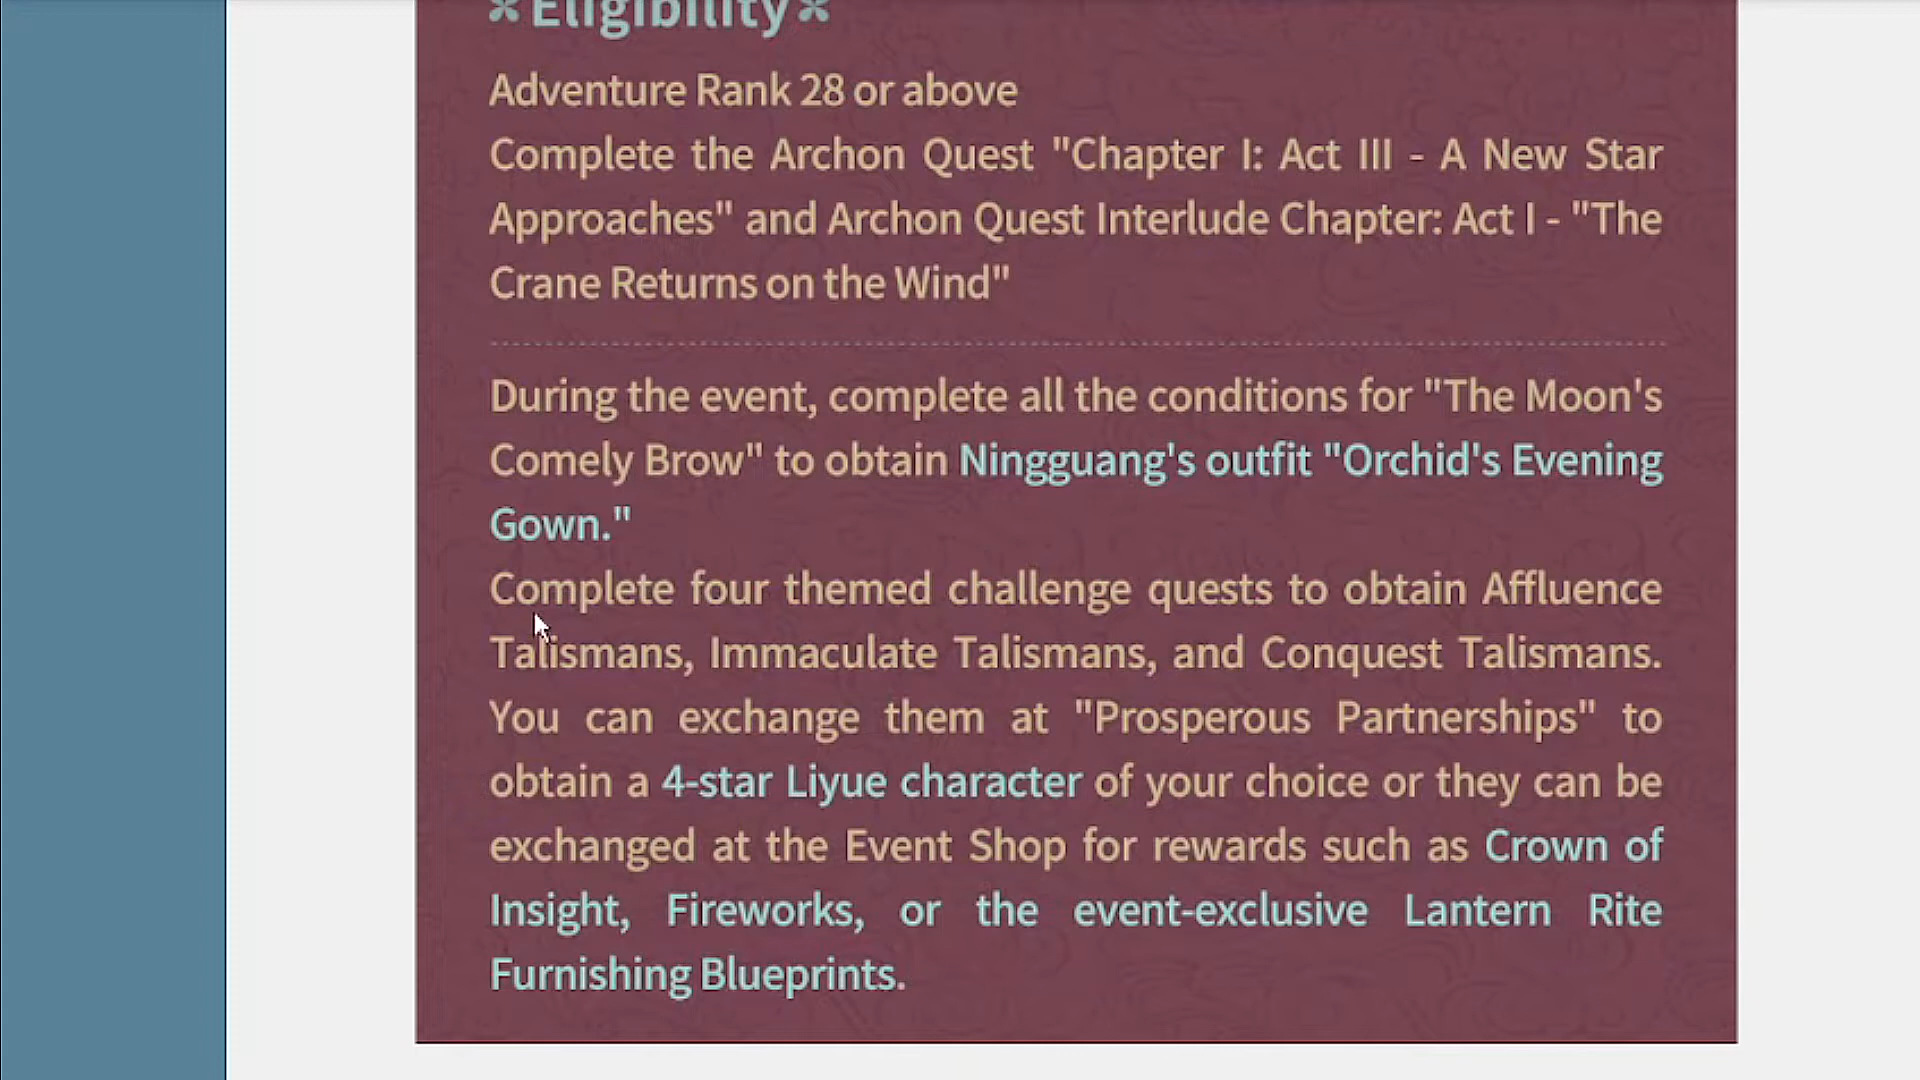 *Eligibility*
Adventure Rank 28 or above
Complete the Archon Quest "Chapter I: Act III - A New Star
Approaches" and Archon Quest Interlude Chapter: Act I - "The
Crane Returns on the Wind"
During the event, complete all the conditions for "The Moon's
Comely Brow" to obtain Ningguang's outfit "Orchid's Evening
Gown."
Complete four themed challenge quests to obtain Affluence
Talismans, Immaculate Talismans, and Conquest Talismans.
You can exchange them at "Prosperous Partnerships" to
obtain a 4-star Liyue character of your choice or they can be
exchanged at the Event Shop for rewards such as Crown of
Insight, Fireworks, or the event-exclusive Lantern Rite
Furnishing Blueprints.